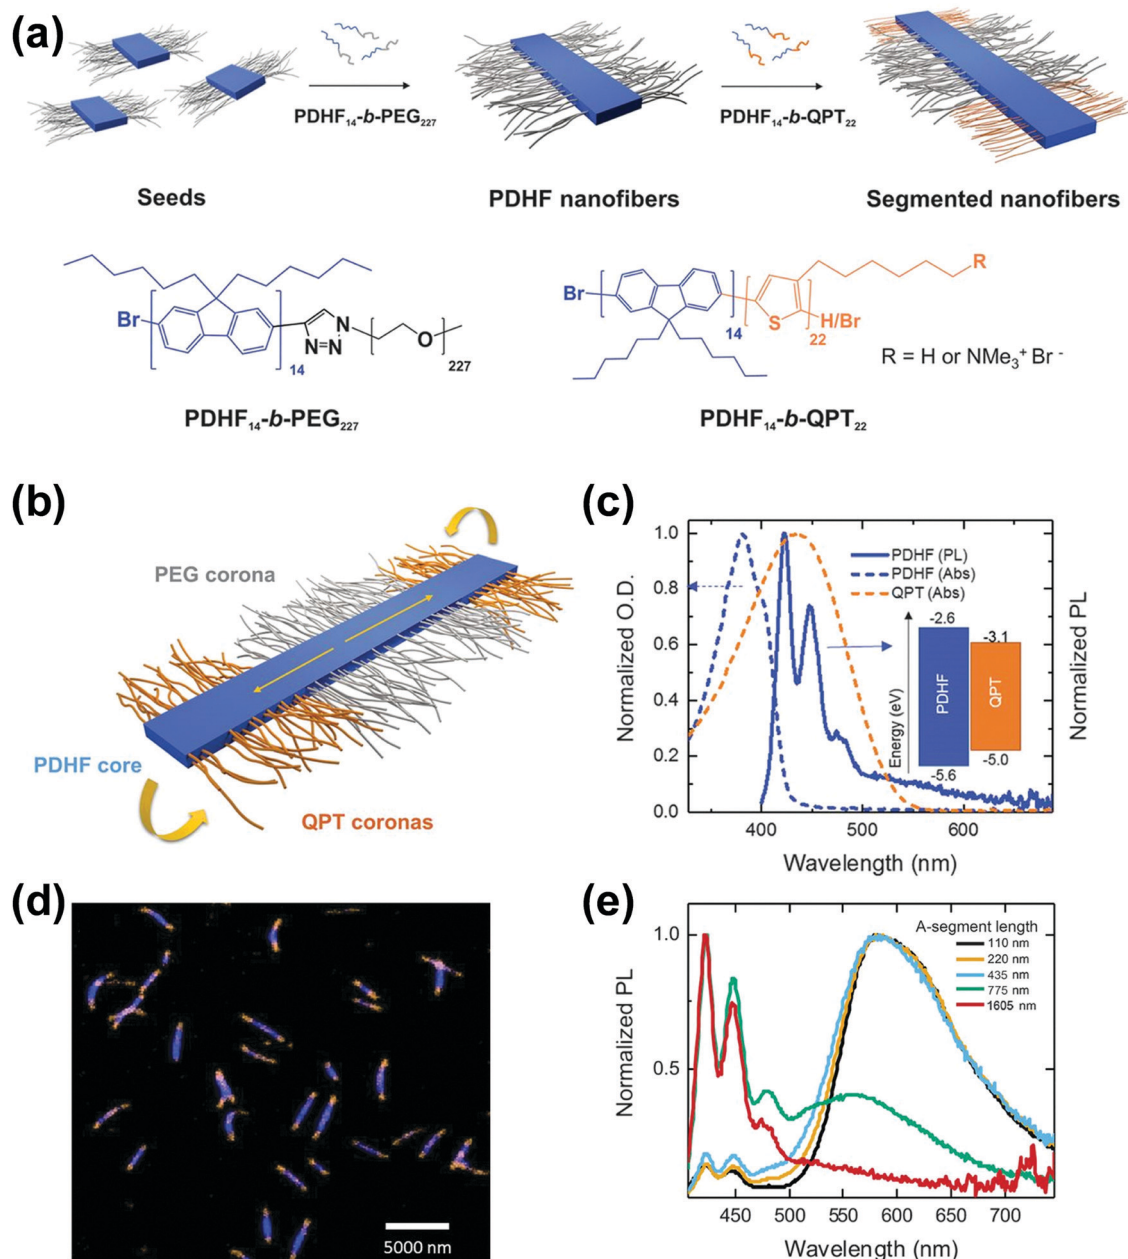 (a)
PDHF₁₄-b-PEG₂₂₇
PDHF₁₄-b-QPT₂₂
Seeds
PDHF nanofibers
Segmented nanofibers
Br
14
N=N
N
O
227
PDHF₁₄-b-PEG₂₂₇
Br
14
S
22
H/Br
R
R = H or NMe₃⁺ Br⁻
PDHF₁₄-b-QPT₂₂
(b)
PEG corona
PDHF core
QPT coronas
(c)
Normalized O.D.
1.0
0.8
0.6
0.4
0.2
0.0
PDHF (PL)
PDHF (Abs)
QPT (Abs)
Energy (eV)
-2.6
-3.1
PDHF
QPT
-5.6
-5.0
Normalized PL
400
500
600
Wavelength (nm)
(d)
5000 nm
(e)
Normalized PL
1.0
0.5
A-segment length
110 nm
220 nm
435 nm
775 nm
1605 nm
450
500
550
600
650
700
Wavelength (nm)